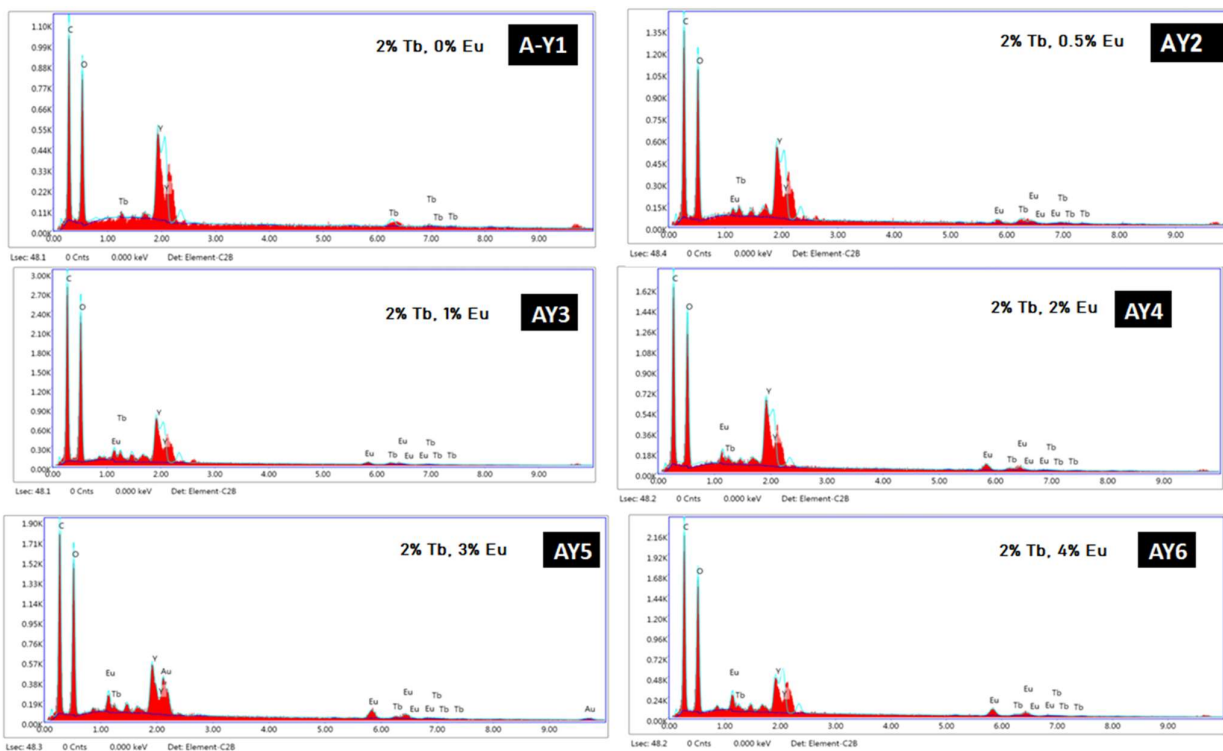 2% Tb, 0% Eu
A-Y1
1.10K
0.99K
0.88K
0.77K
0.66K
0.55K
0.44K
0.33K
0.22K
0.11K
0.00K
C
O
Tb
Y
Y
Tb
Tb
Tb
Tb
0.00 1.00 2.00 3.00 4.00 5.00 6.00 7.00 8.00 9.00
Lsec: 48.1 0 Cnts 0.000 keV Det: Element-C2B
2% Tb, 0.5% Eu
AY2
1.35K
1.20K
1.05K
0.90K
0.75K
0.60K
0.45K
0.30K
0.15K
0.00K
C
O
Eu
Tb
Y
Y
Eu
Tb
Eu
Eu
Eu
Tb
Tb
Tb
0.00 1.00 2.00 3.00 4.00 5.00 6.00 7.00 8.00 9.00
Lsec: 48.4 0 Cnts 0.000 keV Det: Element-C2B
2% Tb, 1% Eu
AY3
3.00K
2.70K
2.40K
2.10K
1.80K
1.50K
1.20K
0.90K
0.60K
0.30K
0.00K
C
O
Eu
Tb
Y
Y
Eu
Tb
Eu
Eu
Eu
Tb
Tb
Tb
0.00 1.00 2.00 3.00 4.00 5.00 6.00 7.00 8.00 9.00
Lsec: 48.1 0 Cnts 0.000 keV Det: Element-C2B
2% Tb, 2% Eu
AY4
1.62K
1.44K
1.26K
1.08K
0.90K
0.72K
0.54K
0.36K
0.18K
0.00K
C
O
Eu
Tb
Y
Y
Eu
Tb
Eu
Eu
Eu
Tb
Tb
Tb
0.00 1.00 2.00 3.00 4.00 5.00 6.00 7.00 8.00 9.00
Lsec: 48.2 0 Cnts 0.000 keV Det: Element-C2B
2% Tb, 3% Eu
AY5
1.90K
1.71K
1.52K
1.33K
1.14K
0.95K
0.76K
0.57K
0.38K
0.19K
0.00K
C
O
Eu
Tb
Y
Y
Au
Eu
Tb
Eu
Eu
Eu
Tb
Tb
Tb
Au
0.00 1.00 2.00 3.00 4.00 5.00 6.00 7.00 8.00 9.00
Lsec: 48.3 0 Cnts 0.000 keV Det: Element-C2B
2% Tb, 4% Eu
AY6
2.16K
1.92K
1.68K
1.44K
1.20K
0.96K
0.72K
0.48K
0.24K
0.00K
C
O
Eu
Tb
Y
Y
Eu
Tb
Eu
Eu
Eu
Tb
Tb
Tb
0.00 1.00 2.00 3.00 4.00 5.00 6.00 7.00 8.00 9.00
Lsec: 48.2 0 Cnts 0.000 keV Det: Element-C2B